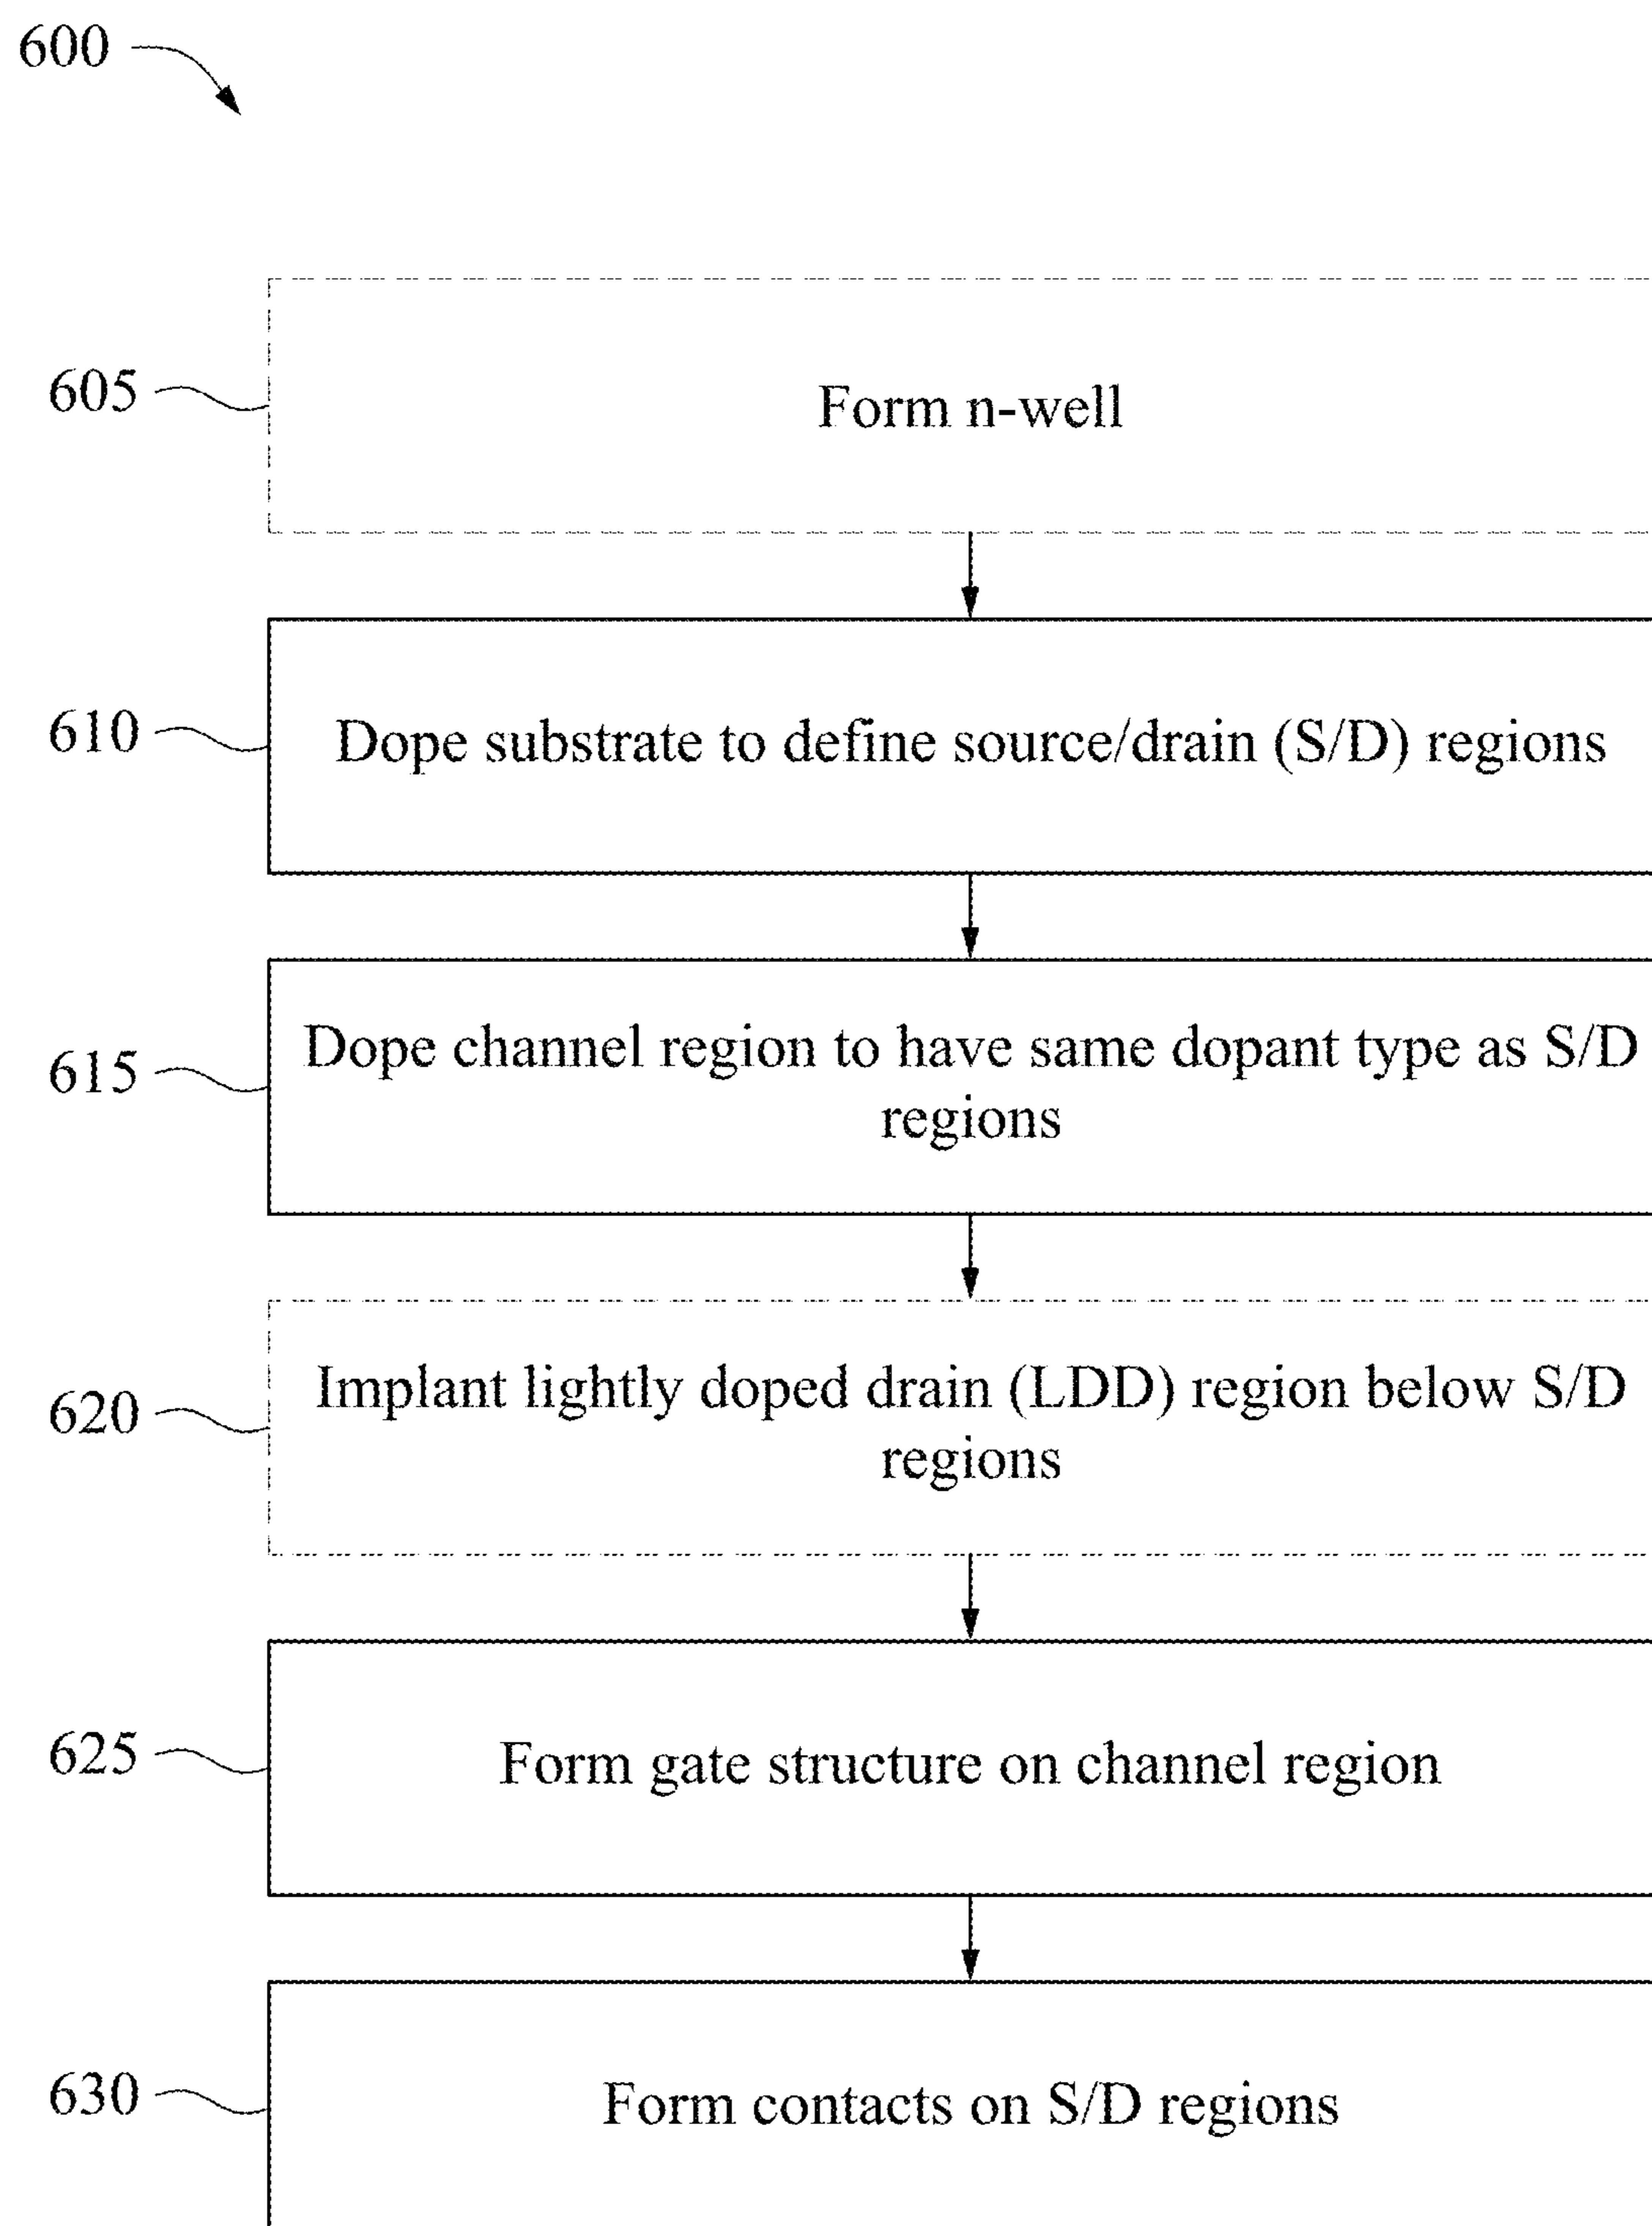 600
605
Form n-well
610
Dope substrate to define source/drain (S/D) regions
615
Dope channel region to have same dopant type as S/D
regions
620
Implant lightly doped drain (LDD) region below S/D
regions
625
Form gate structure on channel region
630
Form contacts on S/D regions